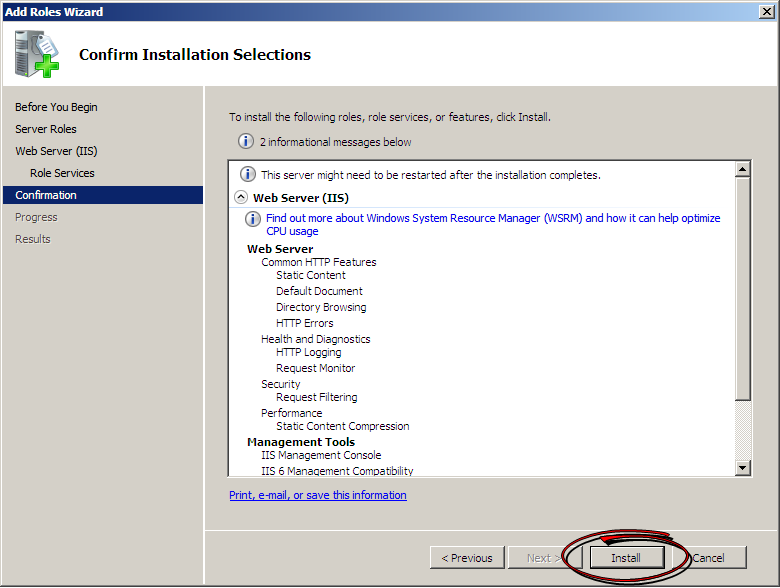 Add Roles Wizard
Confirm Installation Selections
Before You Begin
Server Roles
Web Server (IIS)
Role Services
Confirmation
Progress
Results
To install the following roles, role services, or features, click Install.
2 informational messages below
This server might need to be restarted after the installation completes.
Web Server (IIS)
Find out more about Windows System Resource Manager (WSRM) and how it can help optimize
CPU usage
Web Server
Common HTTP Features
Static Content
Default Document
Directory Browsing
HTTP Errors
Health and Diagnostics
HTTP Logging
Request Monitor
Security
Request Filtering
Performance
Static Content Compression
Management Tools
IIS Management Console
IIS 6 Management Compatibility
Print, e-mail, or save this information
< Previous
Next >
Install
Cancel